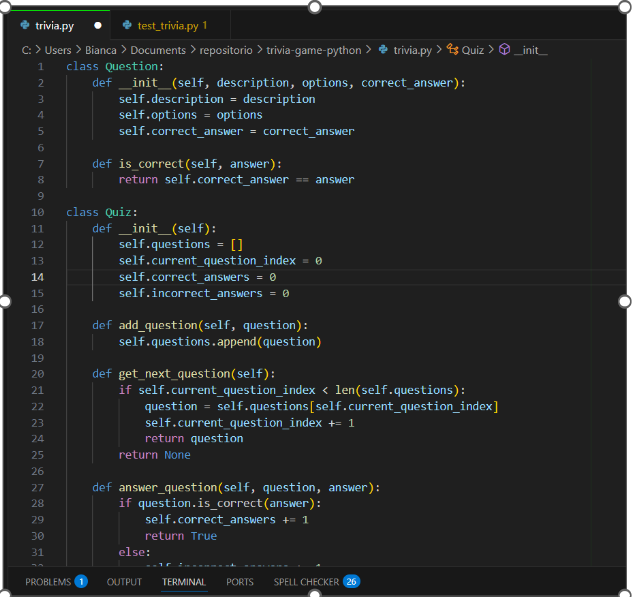 trivia.py
test_trivia.py 1
C: > Users > Bianca > Documents > repositorio > trivia-game-python > trivia.py > Quiz > __init__
1 class Question:
2     def __init__(self, description, options, correct_answer):
3         self.description = description
4         self.options = options
5         self.correct_answer = correct_answer
6
7     def is_correct(self, answer):
8         return self.correct_answer == answer
9
10 class Quiz:
11     def __init__(self):
12         self.questions = []
13         self.current_question_index = 0
14         self.correct_answers = 0
15         self.incorrect_answers = 0
16
17     def add_question(self, question):
18         self.questions.append(question)
19
20     def get_next_question(self):
21         if self.current_question_index < len(self.questions):
22             question = self.questions[self.current_question_index]
23             self.current_question_index += 1
24             return question
25         return None
26
27     def answer_question(self, question, answer):
28         if question.is_correct(answer):
29             self.correct_answers += 1
30             return True
31         else:
PROBLEMS 1 OUTPUT TERMINAL PORTS SPELL CHECKER 26